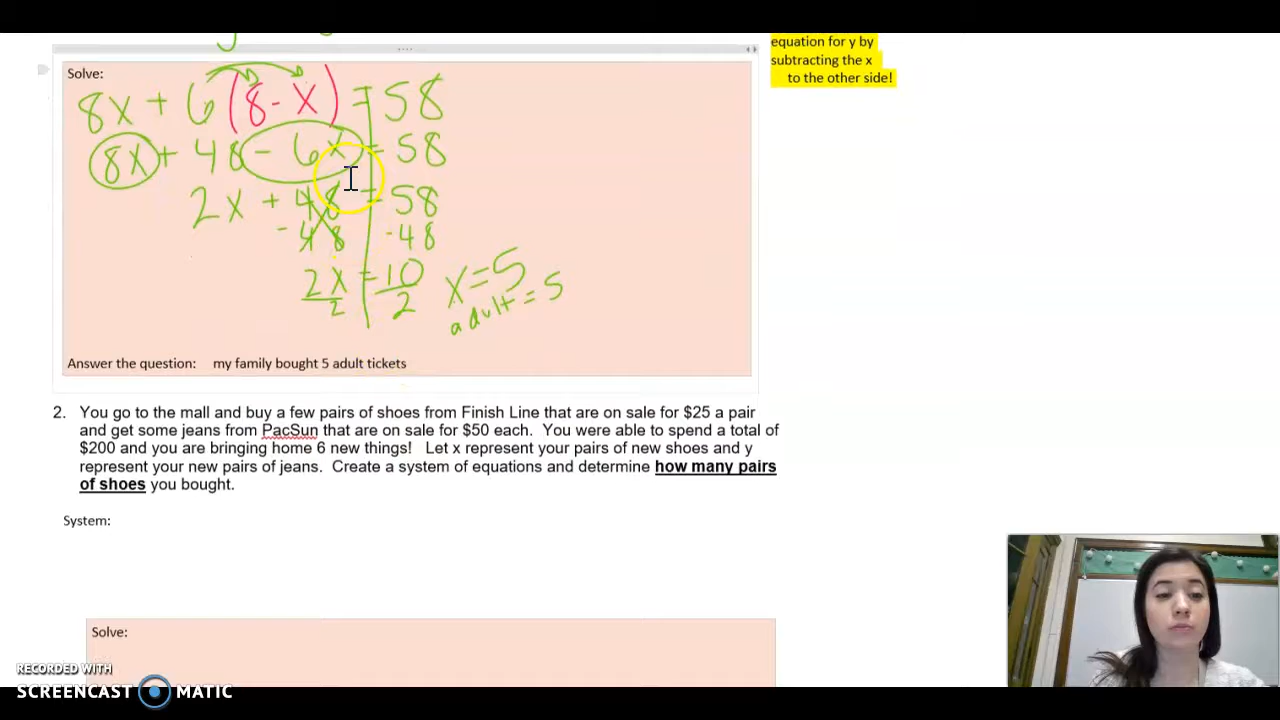 equation for y by
subtracting the x
to the other side!
Solve:
8x + 6(8 - x) = 58
8x + 48 - 6x = 58
2x + 48 = 58
- 48 - 48
2x = 10
2 2
x = 5
adult = 5
Answer the question: my family bought 5 adult tickets
2. You go to the mall and buy a few pairs of shoes from Finish Line that are on sale for $25 a pair
and get some jeans from PacSun that are on sale for $50 each. You were able to spend a total of
$200 and you are bringing home 6 new things! Let x represent your pairs of new shoes and y
represent your new pairs of jeans. Create a system of equations and determine how many pairs
of shoes you bought.
System:
Solve:
RECORDED WITH
SCREENCAST MATIC